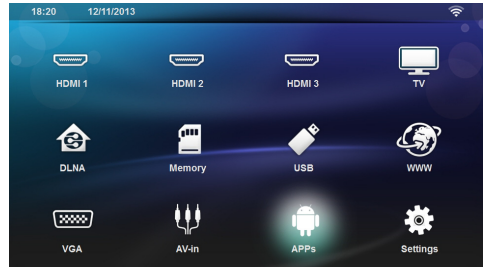 18:20 12/11/2013
HDMI 1 HDMI 2 HDMI 3 TV
DLNA Memory USB WWW
VGA AV-in APPs Settings